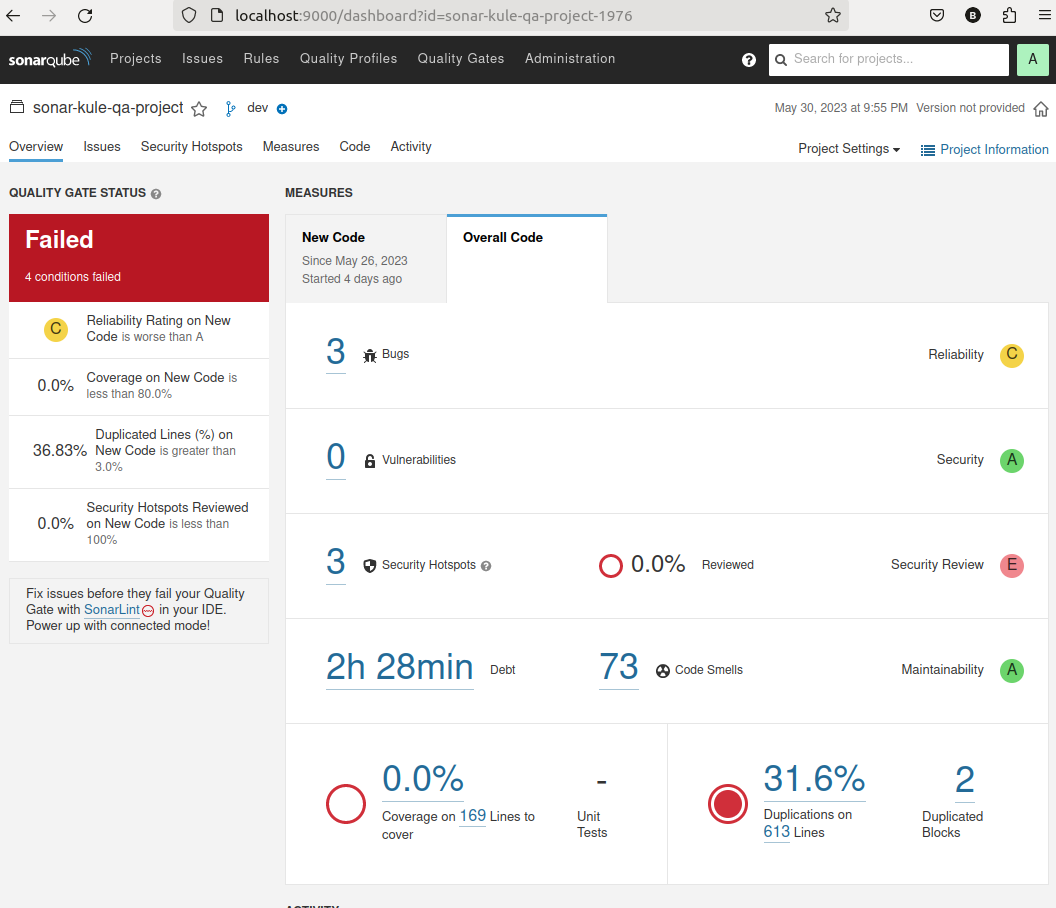 localhost:9000/dashboard?id=sonar-kule-qa-project-1976
B
sonarqube
Projects
Issues
Rules
Quality Profiles
Quality Gates
Administration
?
Search for projects...
A
sonar-kule-qa-project
dev
May 30, 2023 at 9:55 PM
Version not provided
Overview
Issues
Security Hotspots
Measures
Code
Activity
Project Settings
Project Information
QUALITY GATE STATUS ?
Failed
4 conditions failed
C
Reliability Rating on New
Code is worse than A
0.0%
Coverage on New Code is
less than 80.0%
36.83%
Duplicated Lines (%) on
New Code is greater than
3.0%
0.0%
Security Hotspots Reviewed
on New Code is less than
100%
Fix issues before they fail your Quality
Gate with SonarLint in your IDE.
Power up with connected mode!
MEASURES
New Code
Since May 26, 2023
Started 4 days ago
Overall Code
3 Bugs
Reliability C
0 Vulnerabilities
Security A
3 Security Hotspots ?
0.0% Reviewed
Security Review E
2h 28min Debt
73 Code Smells
Maintainability A
0.0%
Coverage on 169 Lines to
cover
-
Unit
Tests
31.6%
Duplications on
613 Lines
2
Duplicated
Blocks
ACTIVITY